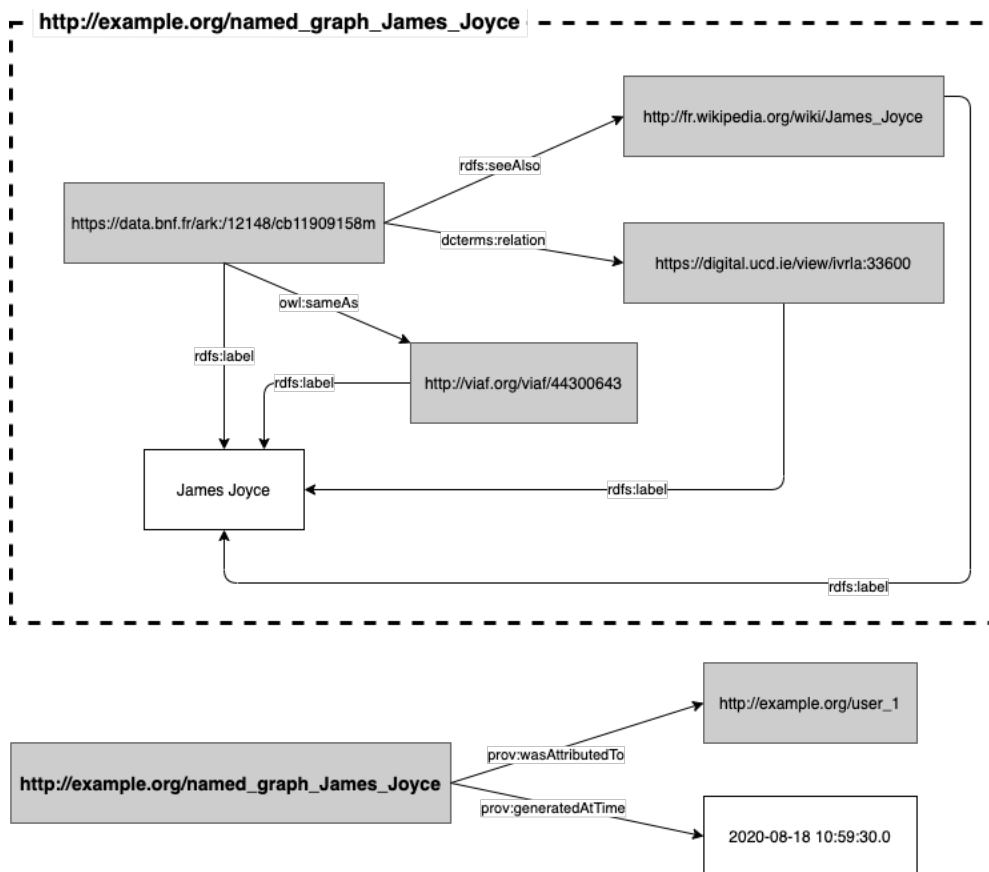 http://example.org/named_graph_James_Joyce
http://fr.wikipedia.org/wiki/James_Joyce
rdfs:seeAlso
https://data.bnf.fr/ark:/12148/cb11909158m
dcterms:relation
https://digital.ucd.ie/view/ivrla:33600
owl:sameAs
rdfs:label
rdfs:label
http://viaf.org/viaf/44300643
James Joyce
rdfs:label
rdfs:label
http://example.org/user_1
prov:wasAttributedTo
http://example.org/named_graph_James_Joyce
prov:generatedAtTime
2020-08-18 10:59:30.0